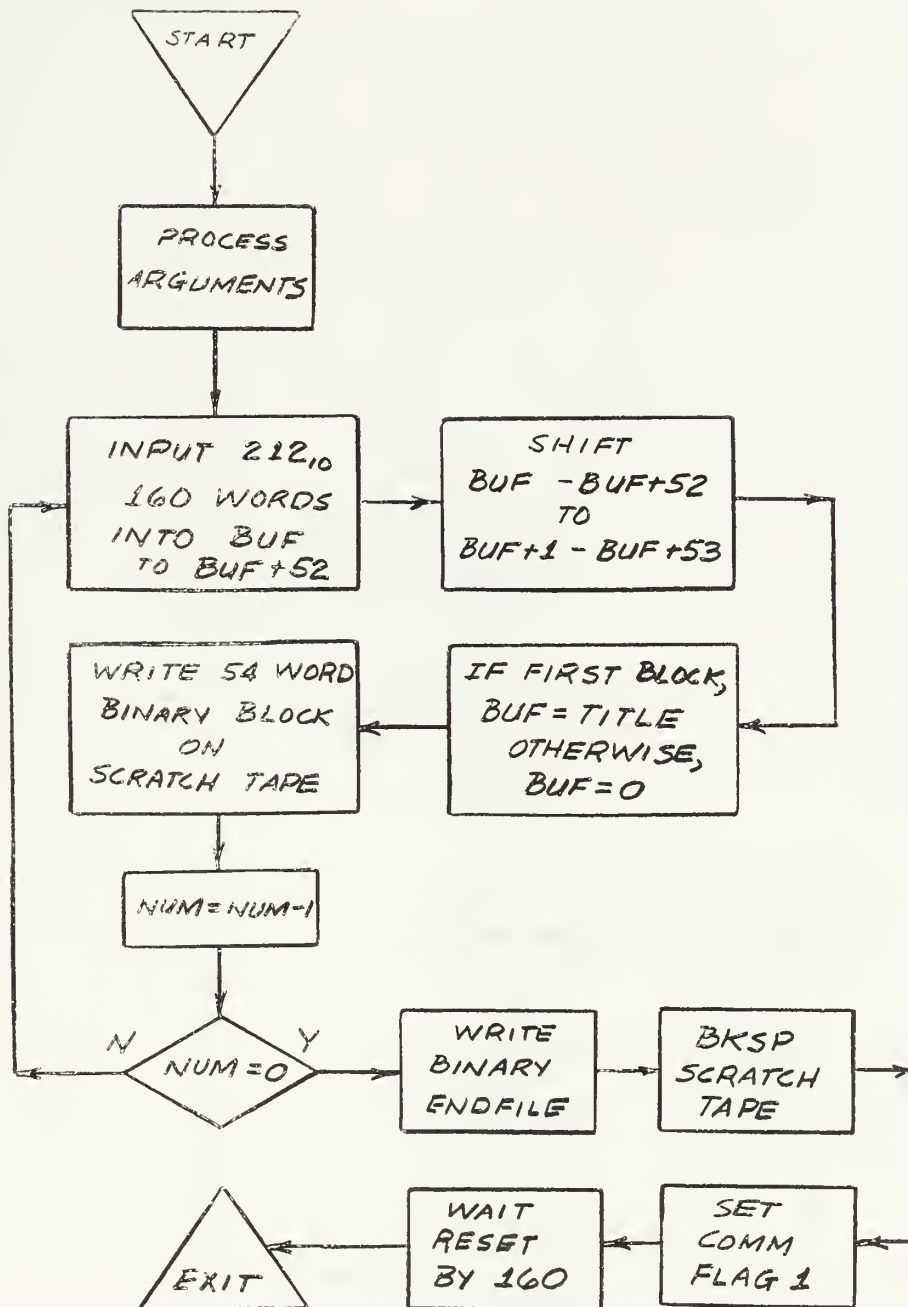 START
PROCESS
ARGUMENTS
INPUT 212₁₀
160 WORDS
INTO BUF
TO BUF+52
SHIFT
BUF - BUF+52
TO
BUF+1 - BUF+53
IF FIRST BLOCK,
BUF = TITLE
OTHERWISE,
BUF = 0
WRITE 54 WORD
BINARY BLOCK
ON
SCRATCH TAPE
NUM = NUM-1
N
Y
NUM = 0
WRITE
BINARY
ENDFILE
BKSP
SCRATCH
TAPE
SET
COMM
FLAG 1
WAIT
RESET
BY 160
EXIT